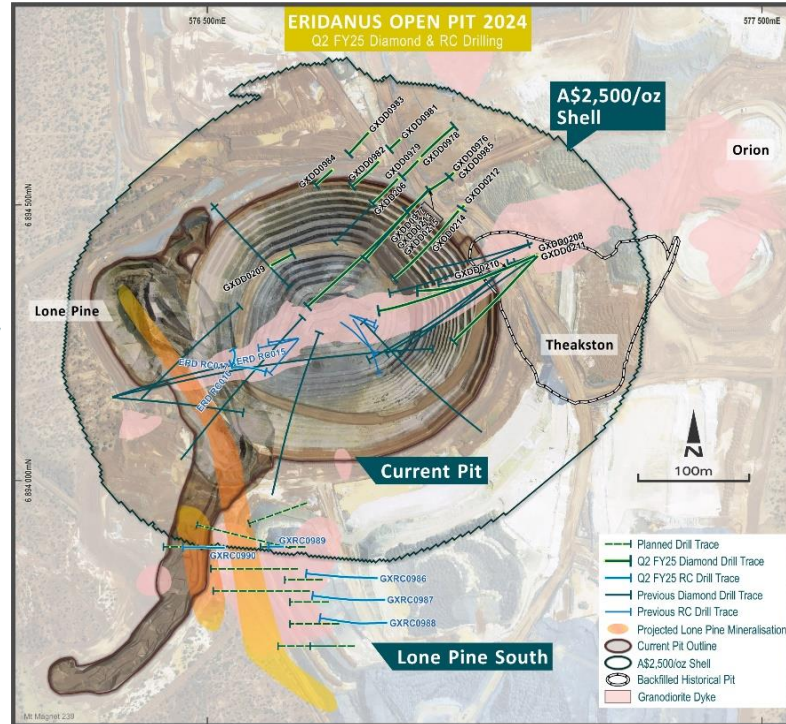 ERIDANUS OPEN PIT 2024
Q2 FY25 Diamond & RC Drilling
576 500mE
577 500mE
6 894 500mN
6 894 000mN
A$2,500/oz
Shell
Orion
GXDD0983
GXDD0981
GXDD0978
GXDD0979
GXDD0982
GXDD0984
GXDD0976
GXDD0985
GXDD0206
GXDD0212
GXDD0214
GXDD0208
GXDD0211
GXDD0210
GXDD0209
Lone Pine
Theakston
ERD RC015
Current Pit
N
100m
GXRC0989
GXRC0990
GXRC0986
GXRC0987
GXRC0988
Lone Pine South
Planned Drill Trace
Q2 FY25 Diamond Drill Trace
Q2 FY25 RC Drill Trace
Previous Diamond Drill Trace
Previous RC Drill Trace
Projected Lone Pine Mineralisation
Current Pit Outline
A$2,500/oz Shell
Backfilled Historical Pit
Granodiorite Dyke
Mt Magnet 239